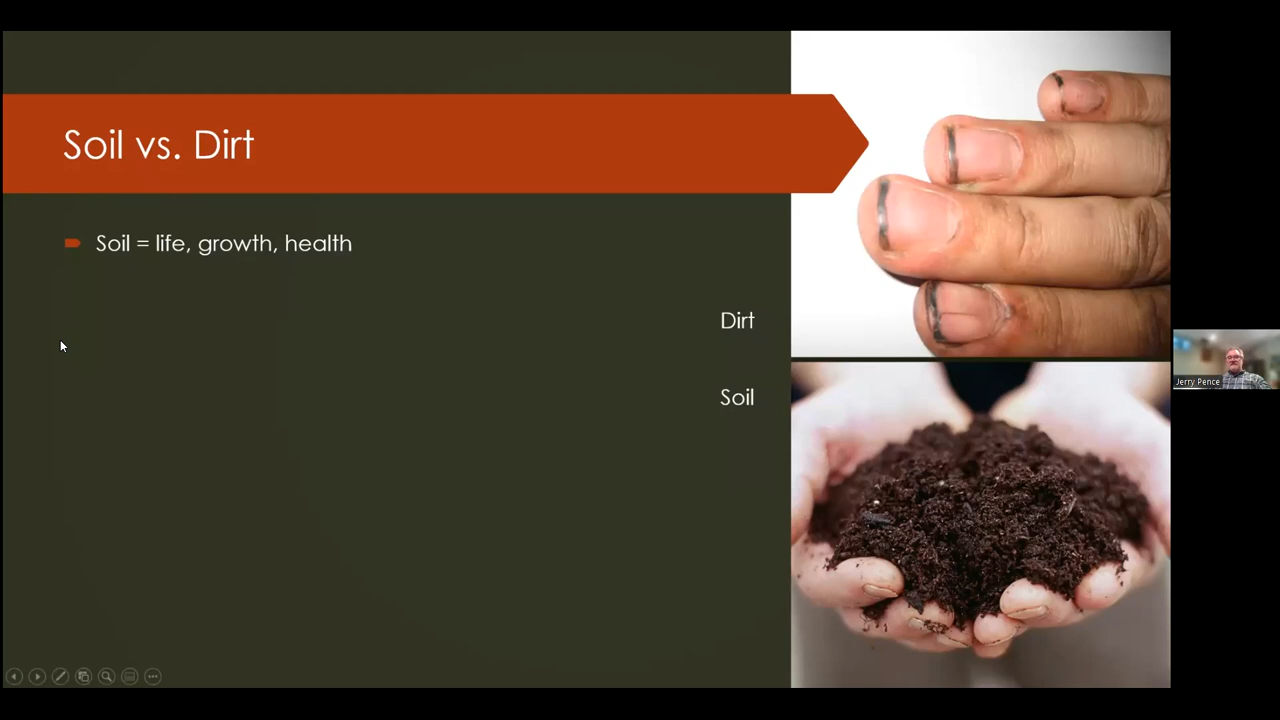 Soil vs. Dirt
Soil = life, growth, health
Dirt
Soil
Jerry Pence